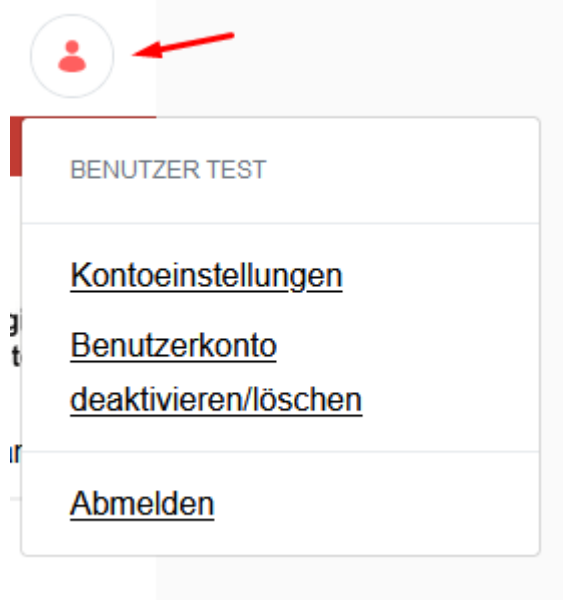 BENUTZER TEST
Kontoeinstellungen
Benutzerkonto
deaktivieren/löschen
Abmelden